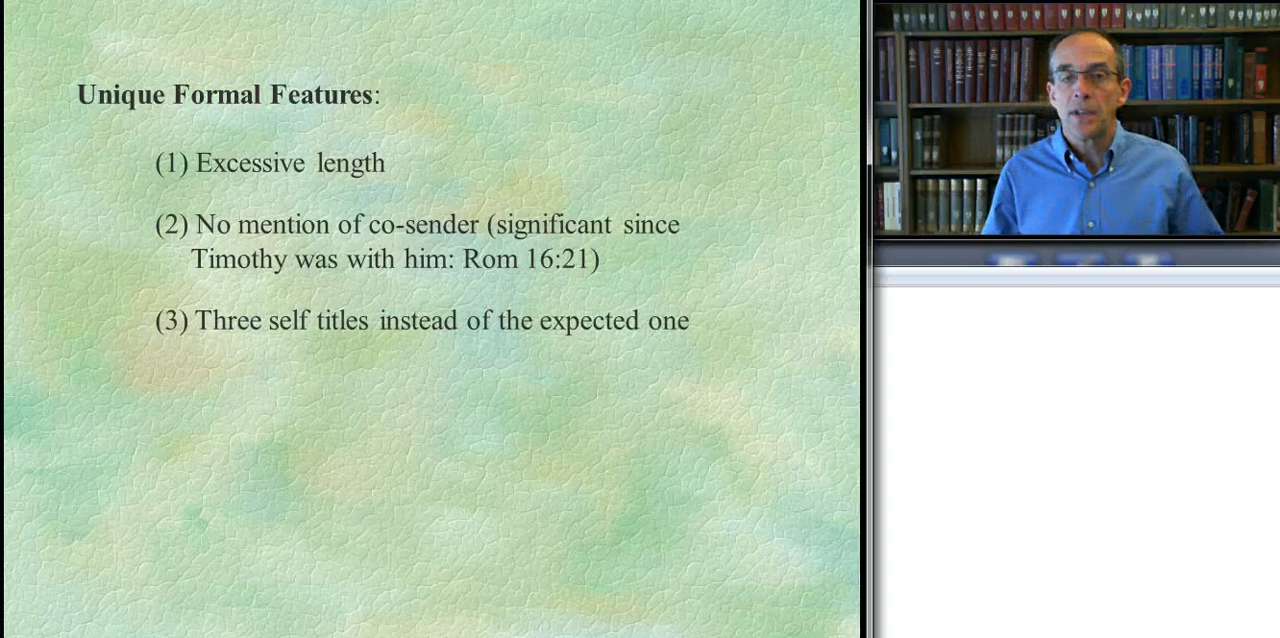 Unique Formal Features:
(1) Excessive length
(2) No mention of co-sender (significant since
Timothy was with him: Rom 16:21)
(3) Three self titles instead of the expected one